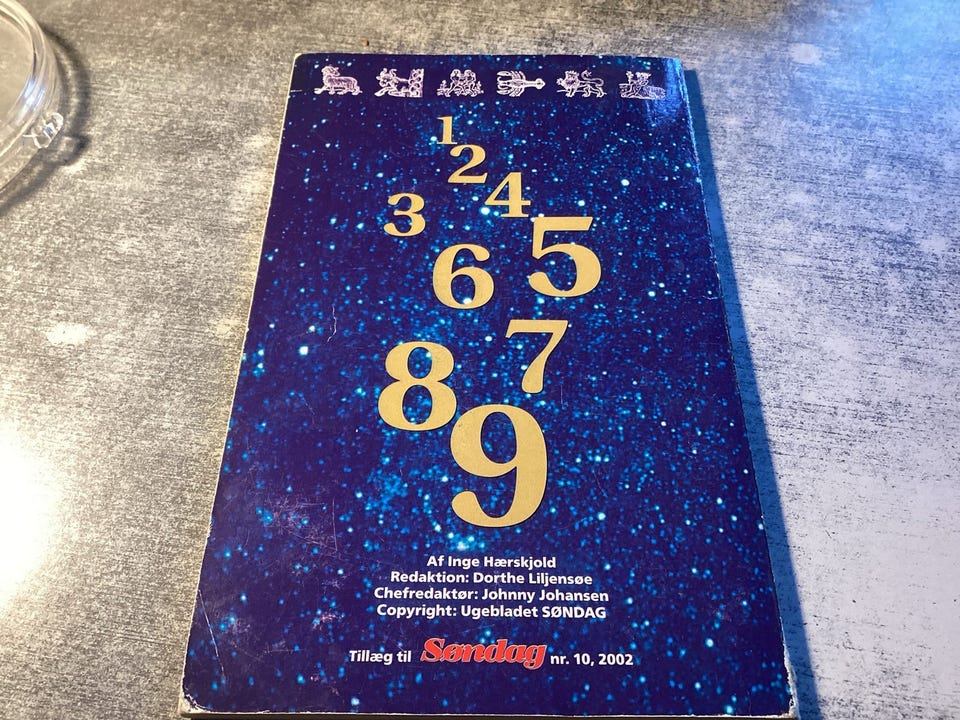 1
2
4
3
5
6
7
8
9
Af Inge Hærskjold
Redaktion: Dorthe Liljensøe
Chefredaktør: Johnny Johansen
Copyright: Ugebladet SØNDAG
Tillæg til Søndag nr. 10, 2002